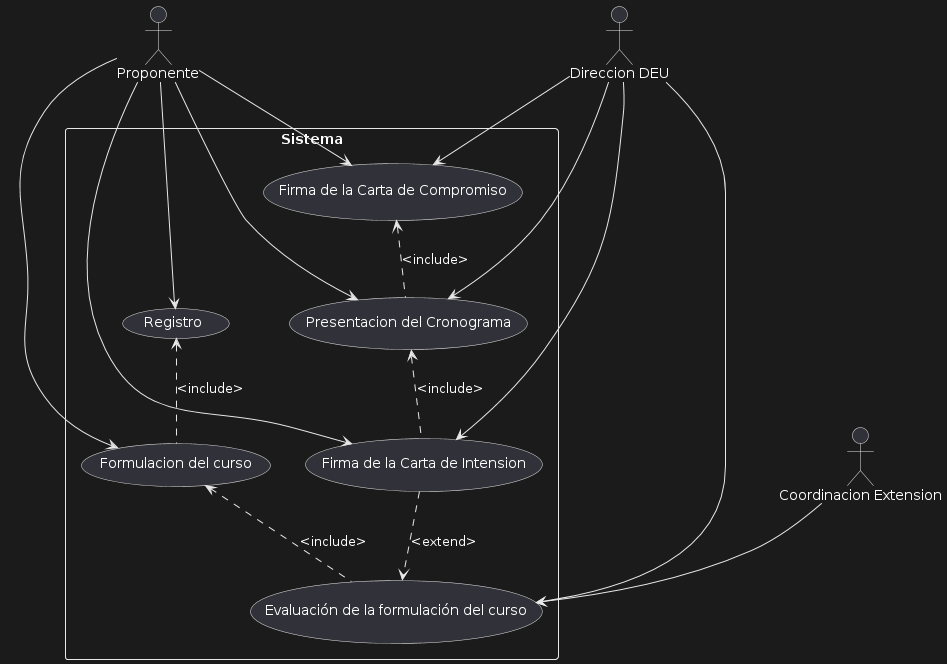 Proponente
Direccion DEU
Sistema
Firma de la Carta de Compromiso
<include>
Registro
Presentacion del Cronograma
<include>
<include>
Formulacion del curso
Firma de la Carta de Intension
Coordinacion Extension
<include>
<extend>
Evaluación de la formulación del curso